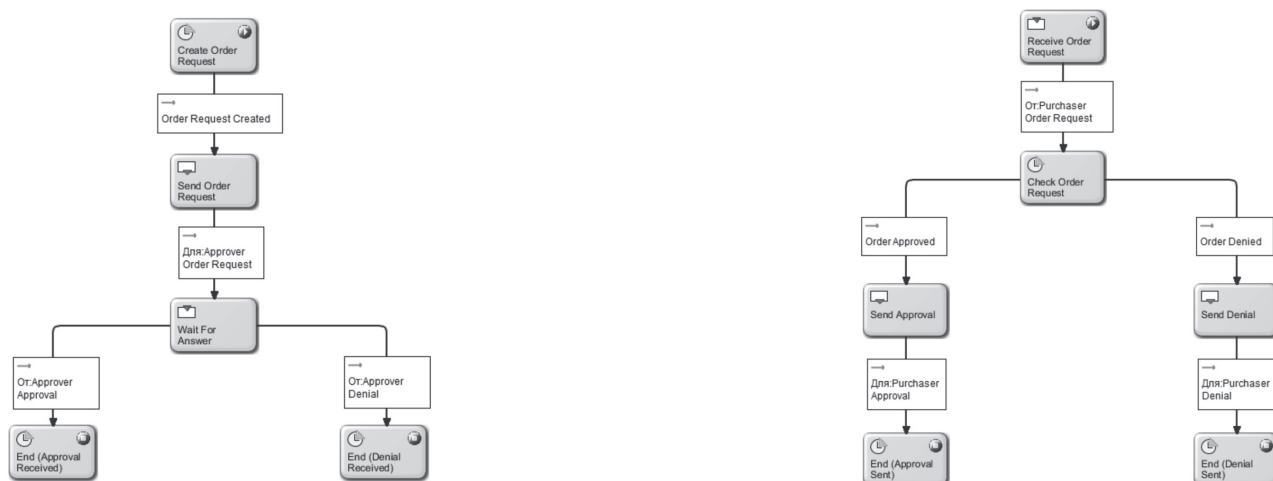 Create Order
Request
Order Request Created
Send Order
Request
Для:Approver
Order Request
Wait For
Answer
От:Approver
Approval
От:Approver
Denial
End (Approval
Received)
End (Denial
Received)
Receive Order
Request
От:Purchaser
Order Request
Check Order
Request
Order Approved
Order Denied
Send Approval
Send Denial
Для:Purchaser
Approval
Для:Purchaser
Denial
End (Approval
Sent)
End (Denial
Sent)